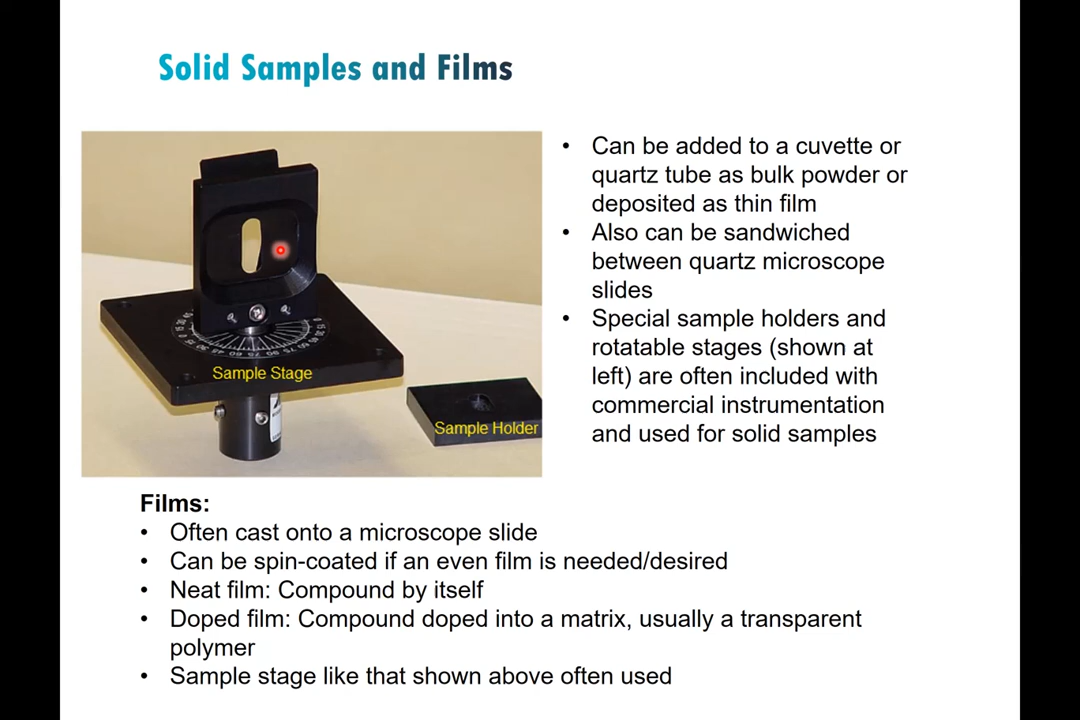 Solid Samples and Films
Sample Stage
Sample Holder
• Can be added to a cuvette or
quartz tube as bulk powder or
deposited as thin film
• Also can be sandwiched
between quartz microscope
slides
• Special sample holders and
rotatable stages (shown at
left) are often included with
commercial instrumentation
and used for solid samples
Films:
• Often cast onto a microscope slide
• Can be spin-coated if an even film is needed/desired
• Neat film: Compound by itself
• Doped film: Compound doped into a matrix, usually a transparent
polymer
• Sample stage like that shown above often used